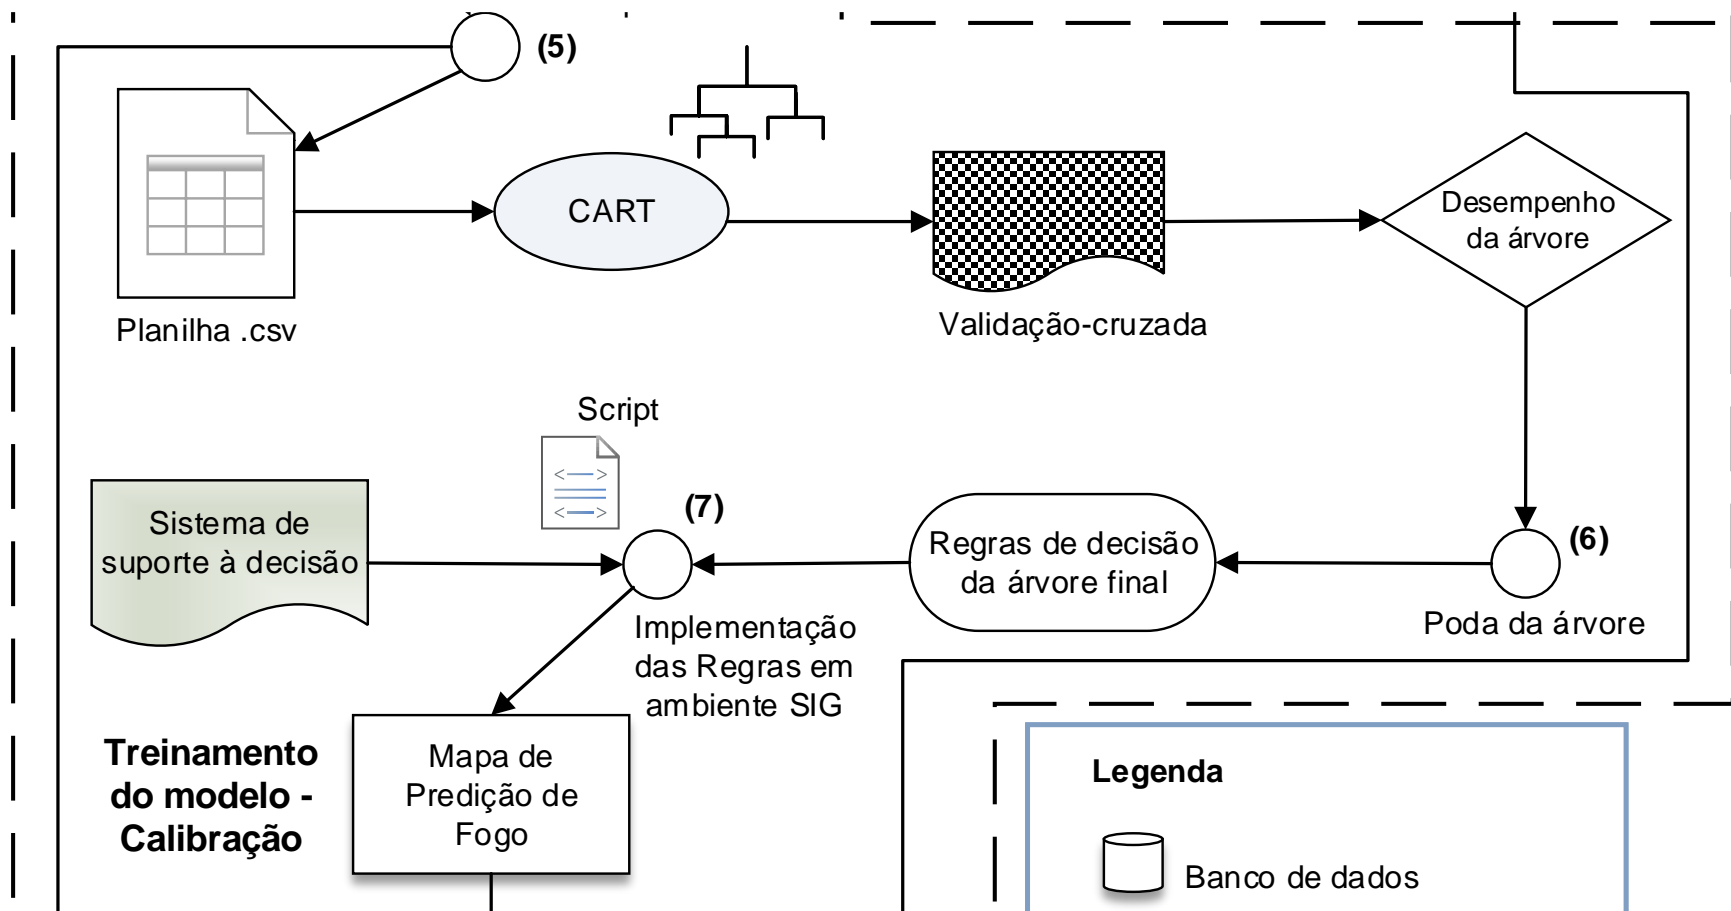 (5)
CART
Desempenho
da árvore
Planilha .csv
Validação-cruzada
Script
Sistema de
suporte à decisão
(7)
Regras de decisão
da árvore final
(6)
Poda da árvore
Implementação
das Regras em
ambiente SIG
Treinamento
do modelo -
Calibração
Mapa de
Predição de
Fogo
Legenda
Banco de dados